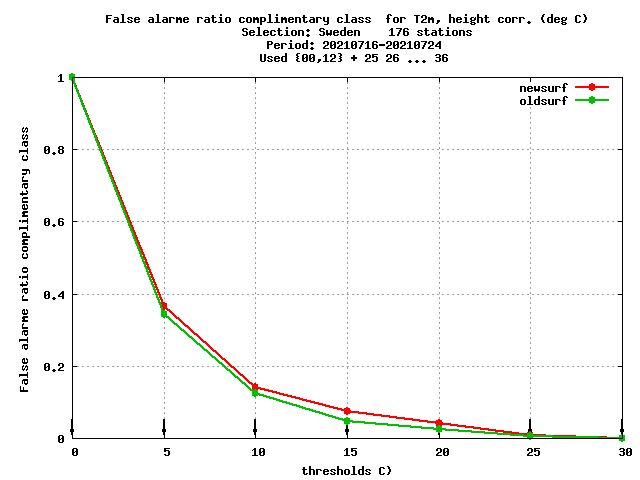 False alarme ratio complimentary class  for T2m, height corr. (deg C)
Selection: Sweden    176 stations
Period: 20210716-20210724
Used {00,12} + 25 26 ... 36
newsurf
oldsurf
False alarme ratio complimentary class
1
0.8
0.6
0.4
0.2
0
0 5 10 15 20 25 30
thresholds C)